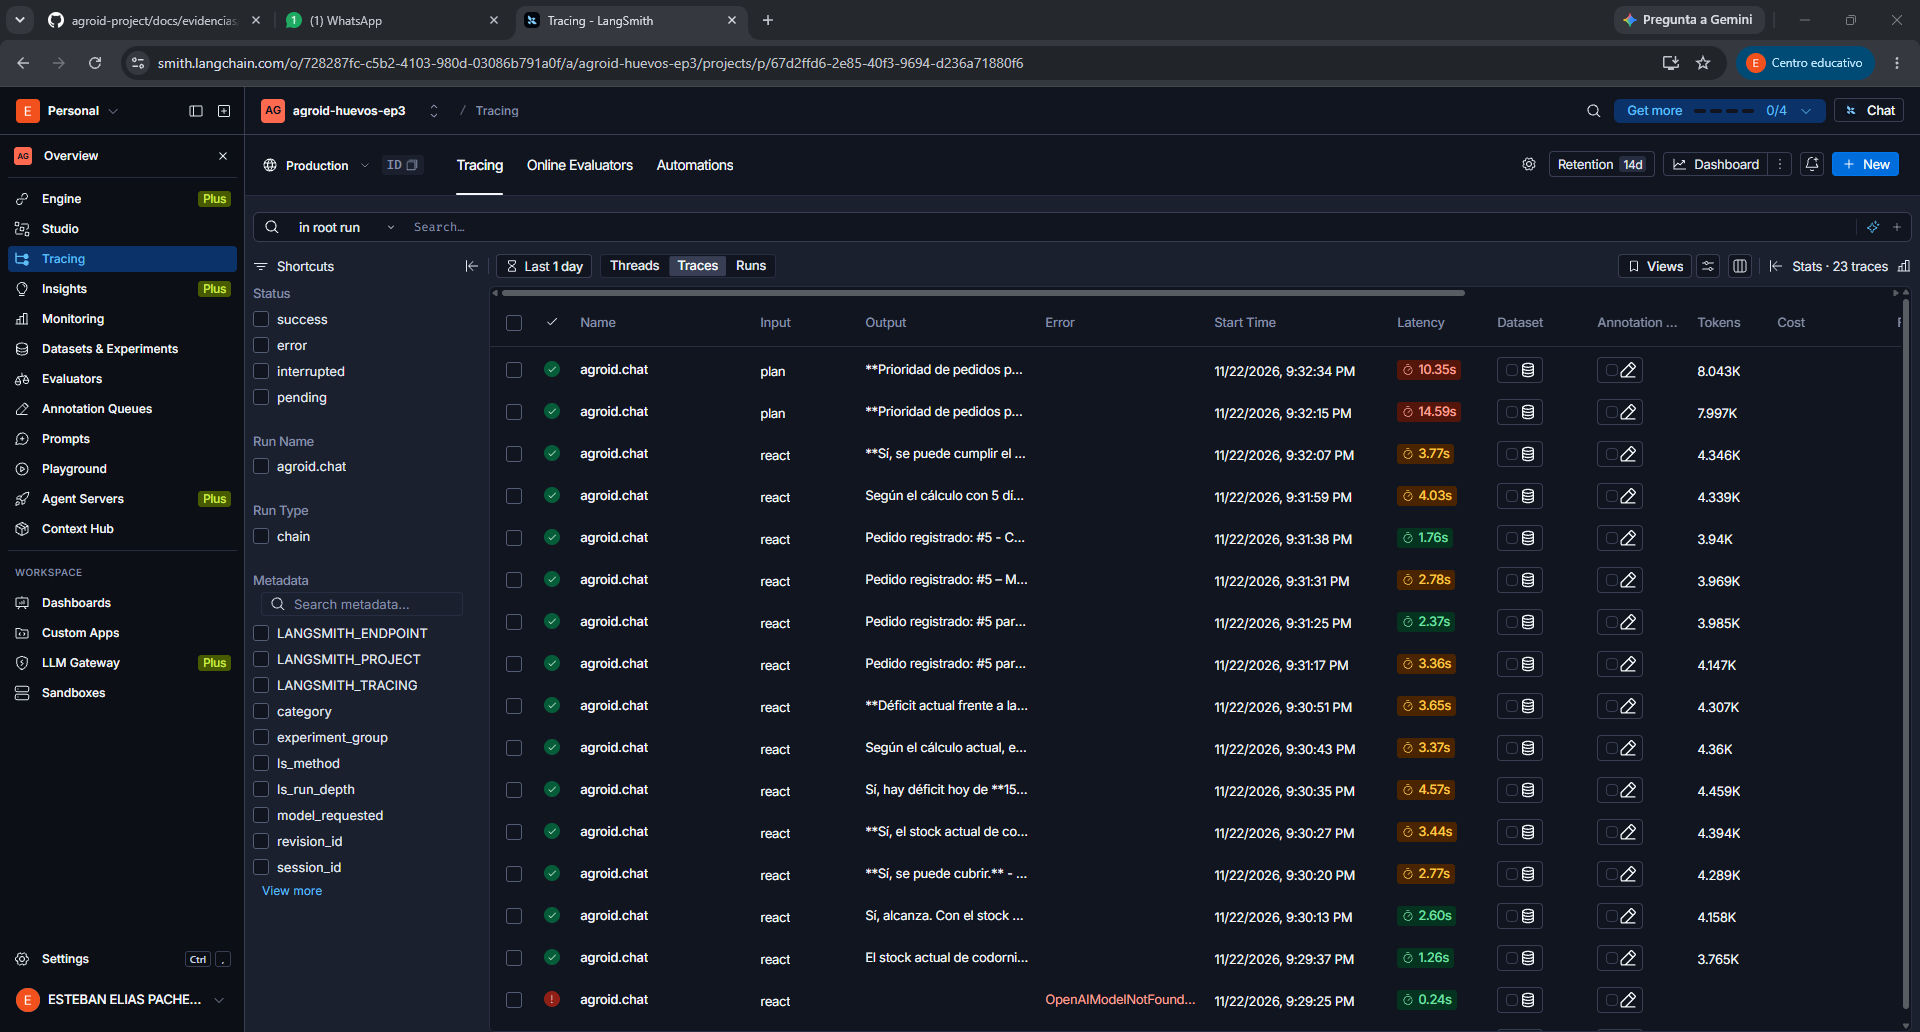 agroid-project/docs/evidencias
(1) WhatsApp
Tracing - LangSmith
Pregunta a Gemini
smith.langchain.com/o/728287fc-c5b2-4103-980d-03086b791a0f/a/agroid-huevos-ep3/projects/p/67d2ffd6-2e85-40f3-9694-d236a71880f6
E Centro educativo
E Personal
AG agroid-huevos-ep3 / Tracing
Get more 0/4
Chat
AG Overview
Production ID
Tracing Online Evaluators Automations
Retention 14d
Dashboard
New
Engine Plus
Studio
Tracing
Insights Plus
Monitoring
Datasets & Experiments
Evaluators
Annotation Queues
Prompts
Playground
Agent Servers Plus
Context Hub
WORKSPACE
Dashboards
Custom Apps
LLM Gateway Plus
Sandboxes
Settings Ctrl .
E ESTEBAN ELIAS PACHE...
in root run Search...
Shortcuts
Status
success
error
interrupted
pending
Run Name
agroid.chat
Run Type
chain
Metadata
Search metadata...
LANGSMITH_ENDPOINT
LANGSMITH_PROJECT
LANGSMITH_TRACING
category
experiment_group
ls_method
ls_run_depth
model_requested
revision_id
session_id
View more
Last 1 day Threads Traces Runs
Views Stats · 23 traces
Name Input Output Error Start Time Latency Dataset Annotation ... Tokens Cost
agroid.chat plan **Prioridad de pedidos p... 11/22/2026, 9:32:34 PM 10.35s 8.043K
agroid.chat plan **Prioridad de pedidos p... 11/22/2026, 9:32:15 PM 14.59s 7.997K
agroid.chat react **Sí, se puede cumplir el ... 11/22/2026, 9:32:07 PM 3.77s 4.346K
agroid.chat react Según el cálculo con 5 dí... 11/22/2026, 9:31:59 PM 4.03s 4.339K
agroid.chat react Pedido registrado: #5 - C... 11/22/2026, 9:31:38 PM 1.76s 3.94K
agroid.chat react Pedido registrado: #5 – M... 11/22/2026, 9:31:31 PM 2.78s 3.969K
agroid.chat react Pedido registrado: #5 par... 11/22/2026, 9:31:25 PM 2.37s 3.985K
agroid.chat react Pedido registrado: #5 par... 11/22/2026, 9:31:17 PM 3.36s 4.147K
agroid.chat react **Déficit actual frente a la... 11/22/2026, 9:30:51 PM 3.65s 4.307K
agroid.chat react Según el cálculo actual, e... 11/22/2026, 9:30:43 PM 3.37s 4.36K
agroid.chat react Sí, hay déficit hoy de **15... 11/22/2026, 9:30:35 PM 4.57s 4.459K
agroid.chat react **Sí, el stock actual de co... 11/22/2026, 9:30:27 PM 3.44s 4.394K
agroid.chat react **Sí, se puede cubrir.** - ... 11/22/2026, 9:30:20 PM 2.77s 4.289K
agroid.chat react Sí, alcanza. Con el stock ... 11/22/2026, 9:30:13 PM 2.60s 4.158K
agroid.chat react El stock actual de codorni... 11/22/2026, 9:29:37 PM 1.26s 3.765K
agroid.chat react OpenAIModelNotFound... 11/22/2026, 9:29:25 PM 0.24s